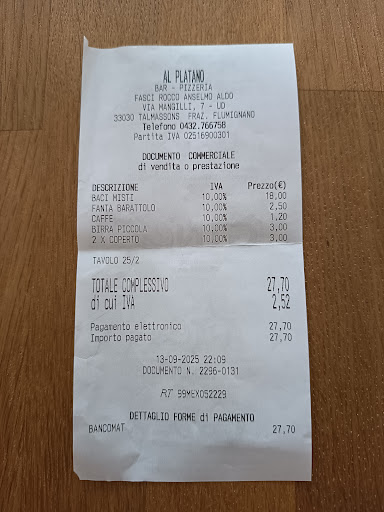 AL PLATANO
BAR - PIZZERIA
FASCI ROCCO ANSELMO ALDO
VIA MANGILLI, 7 - UD
33030 TALMASSONS FRAZ. FLUMIGNANO
Telefono 0432.766758
Partita IVA 02516900301
DOCUMENTO COMMERCIALE
di vendita o prestazione
DESCRIZIONE IVA Prezzo(€)
BACI MISTI 10,00% 18,00
FANTA BARATTOLO 10,00% 2,50
CAFFE 10,00% 1,20
BIRRA PICCOLA 10,00% 3,00
2 X COPERTO 10,00% 3,00
TAVOLO 25/2
TOTALE COMPLESSIVO 27,70
di cui IVA 2,52
Pagamento elettronico 27,70
Importo pagato 27,70
13-09-2025 22:09
DOCUMENTO N. 2296-0131
RT 99MEX052229
DETTAGLIO FORME di PAGAMENTO
BANCOMAT 27,70